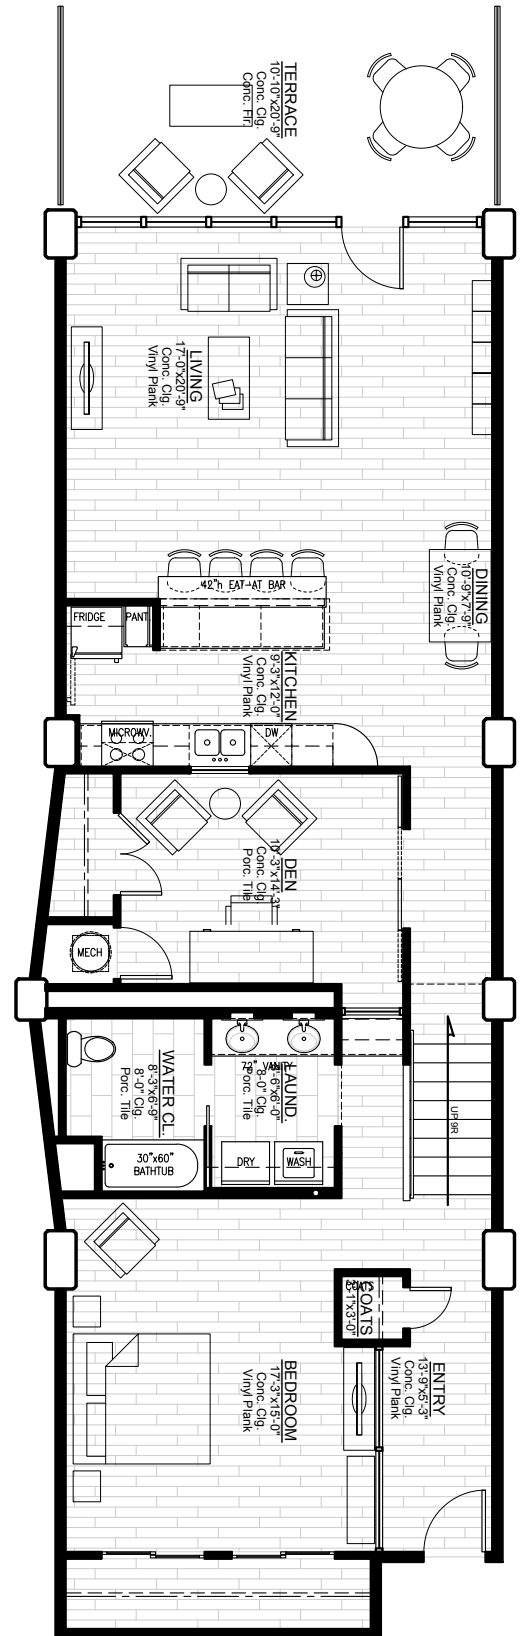 TERRACE
10'-10"x20'-9"
Conc. Clg.
Conc. Flr.
LIVING
17'-0"x20'-9"
Conc. Clg.
Vinyl Plank
42"h EAT-AT BAR
DINING
10'-9"x7'-9"
Conc. Clg.
Vinyl Plank
FRIDGE
PANT.
KITCHEN
9'-3"x12'-0"
Conc. Clg.
Vinyl Plank
MICROWV.
DW
DEN
10'-3"x14'-3"
Conc. Clg.
Porc. Tile
MECH
WATER CL.
8'-3"x6'-9"
8'-0" Clg.
Porc. Tile
72" VANITY
LAUND.
8'-0" Clg.
Porc. Tile
UP 9R
30"x60"
BATHTUB
DRY
WASH
COATS
COATS
ENTRY
13'-9"x5'-3"
Conc. Clg.
Vinyl Plank
BEDROOM
17'-3"x15'-0"
Conc. Clg.
Vinyl Plank